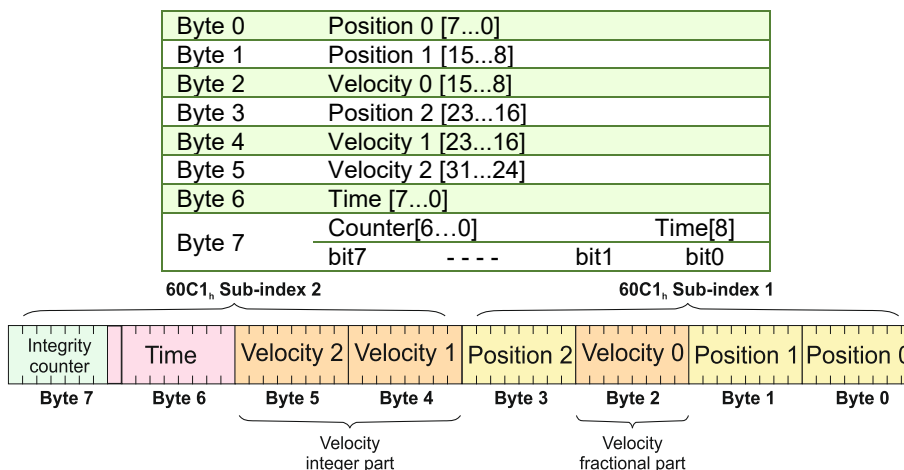 Byte 0 Position 0 [7...0]
Byte 1 Position 1 [15...8]
Byte 2 Velocity 0 [15...8]
Byte 3 Position 2 [23...16]
Byte 4 Velocity 1 [23...16]
Byte 5 Velocity 2 [31...24]
Byte 6 Time [7...0]
Byte 7 Counter[6...0] Time[8]
bit7 - - - - bit1 bit0
60C1h Sub-index 2 60C1h Sub-index 1
Integrity counter Time Velocity 2 Velocity 1 Position 2 Velocity 0 Position 1 Position 0
Byte 7 Byte 6 Byte 5 Byte 4 Byte 3 Byte 2 Byte 1 Byte 0
Velocity Velocity
integer part fractional part